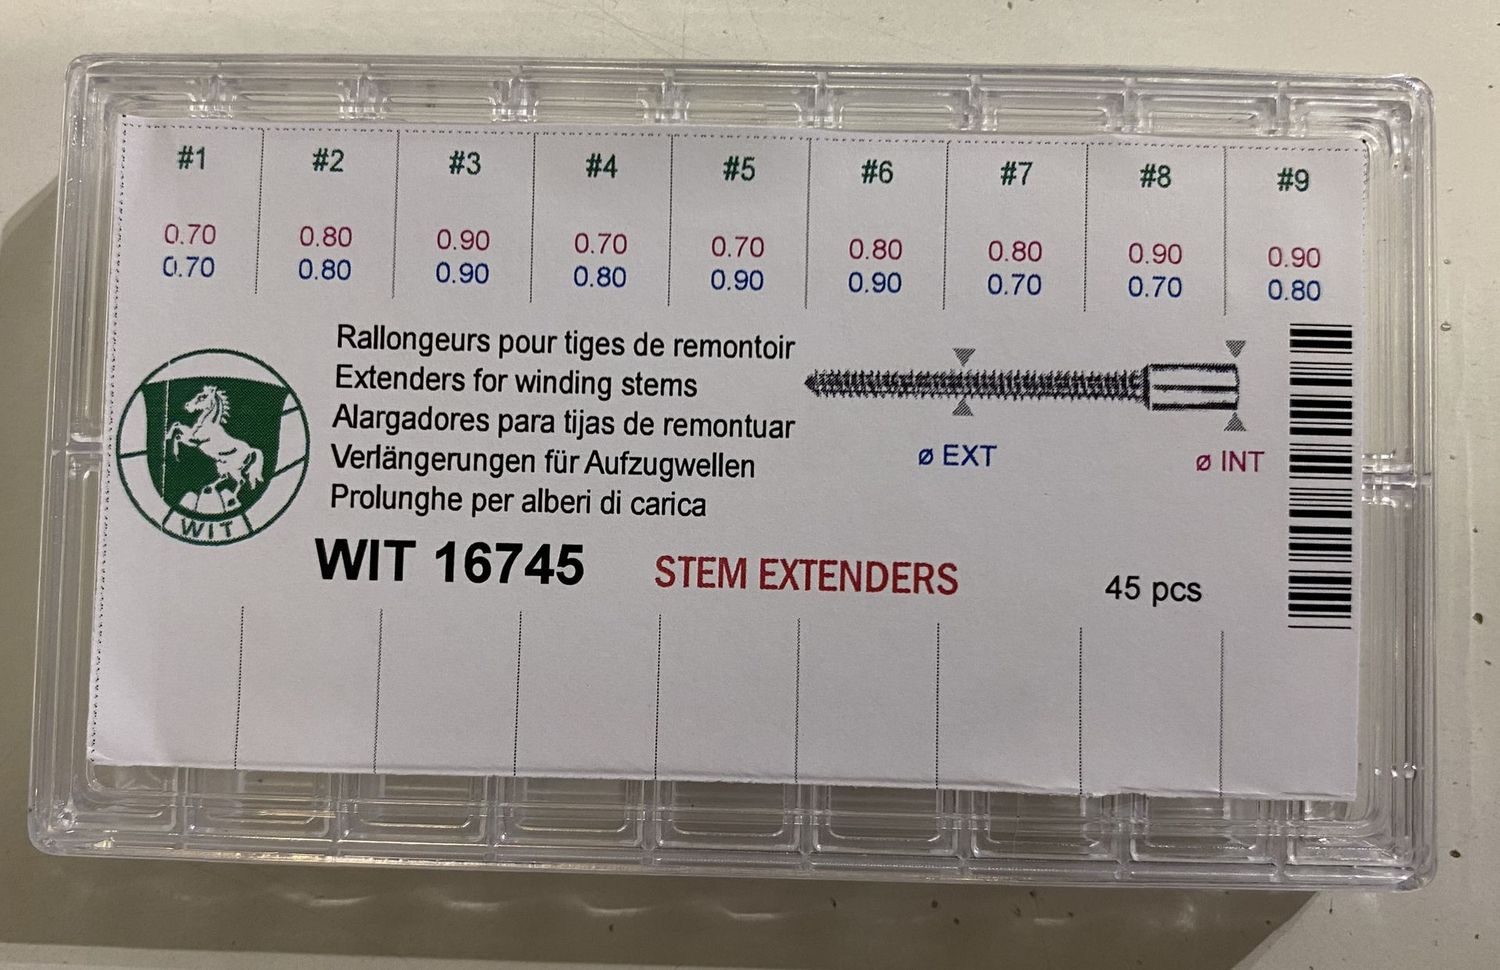 #1 #2 #3 #4 #5 #6 #7 #8 #9
0.70 0.80 0.90 0.70 0.70 0.80 0.80 0.90 0.90
0.70 0.80 0.90 0.80 0.90 0.90 0.70 0.70 0.80
Rallongeurs pour tiges de remontoir
Extenders for winding stems
Alargadores para tijas de remontuar
Verlängerungen für Aufzugwellen
Prolunghe per alberi di carica
ø EXT
ø INT
WIT
WIT 16745
STEM EXTENDERS
45 pcs